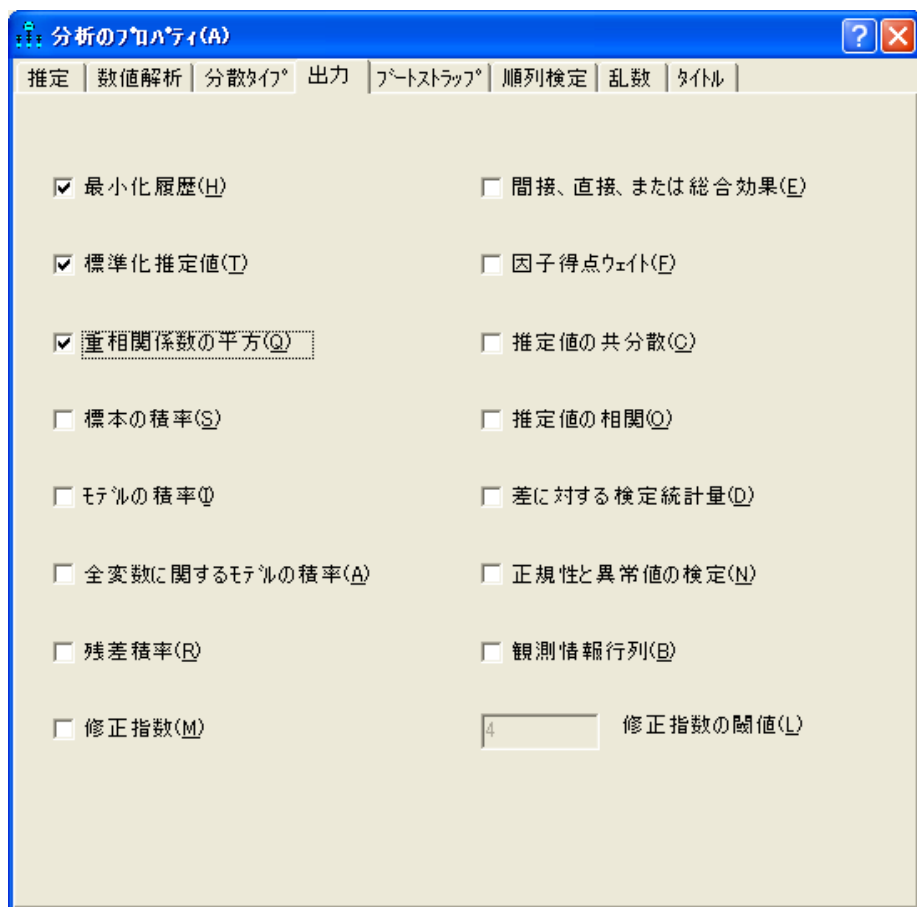 分析のﾌﾟﾛﾊﾟﾃｨ(A)
推定 数値解析 分散ﾀｲﾌﾟ 出力 ﾌﾞｰﾄｽﾄﾗｯﾌﾟ 順列検定 乱数 ﾀｲﾄﾙ
最小化履歴(H)
間接、直接、または総合効果(E)
標準化推定値(T)
因子得点ｳｪｲﾄ(F)
重相関係数の平方(Q)
推定値の共分散(C)
標本の積率(S)
推定値の相関(O)
ﾓﾃﾞﾙの積率(I)
差に対する検定統計量(D)
全変数に関するﾓﾃﾞﾙの積率(A)
正規性と異常値の検定(N)
残差積率(R)
観測情報行列(B)
修正指数(M)
4 修正指数の閾値(L)